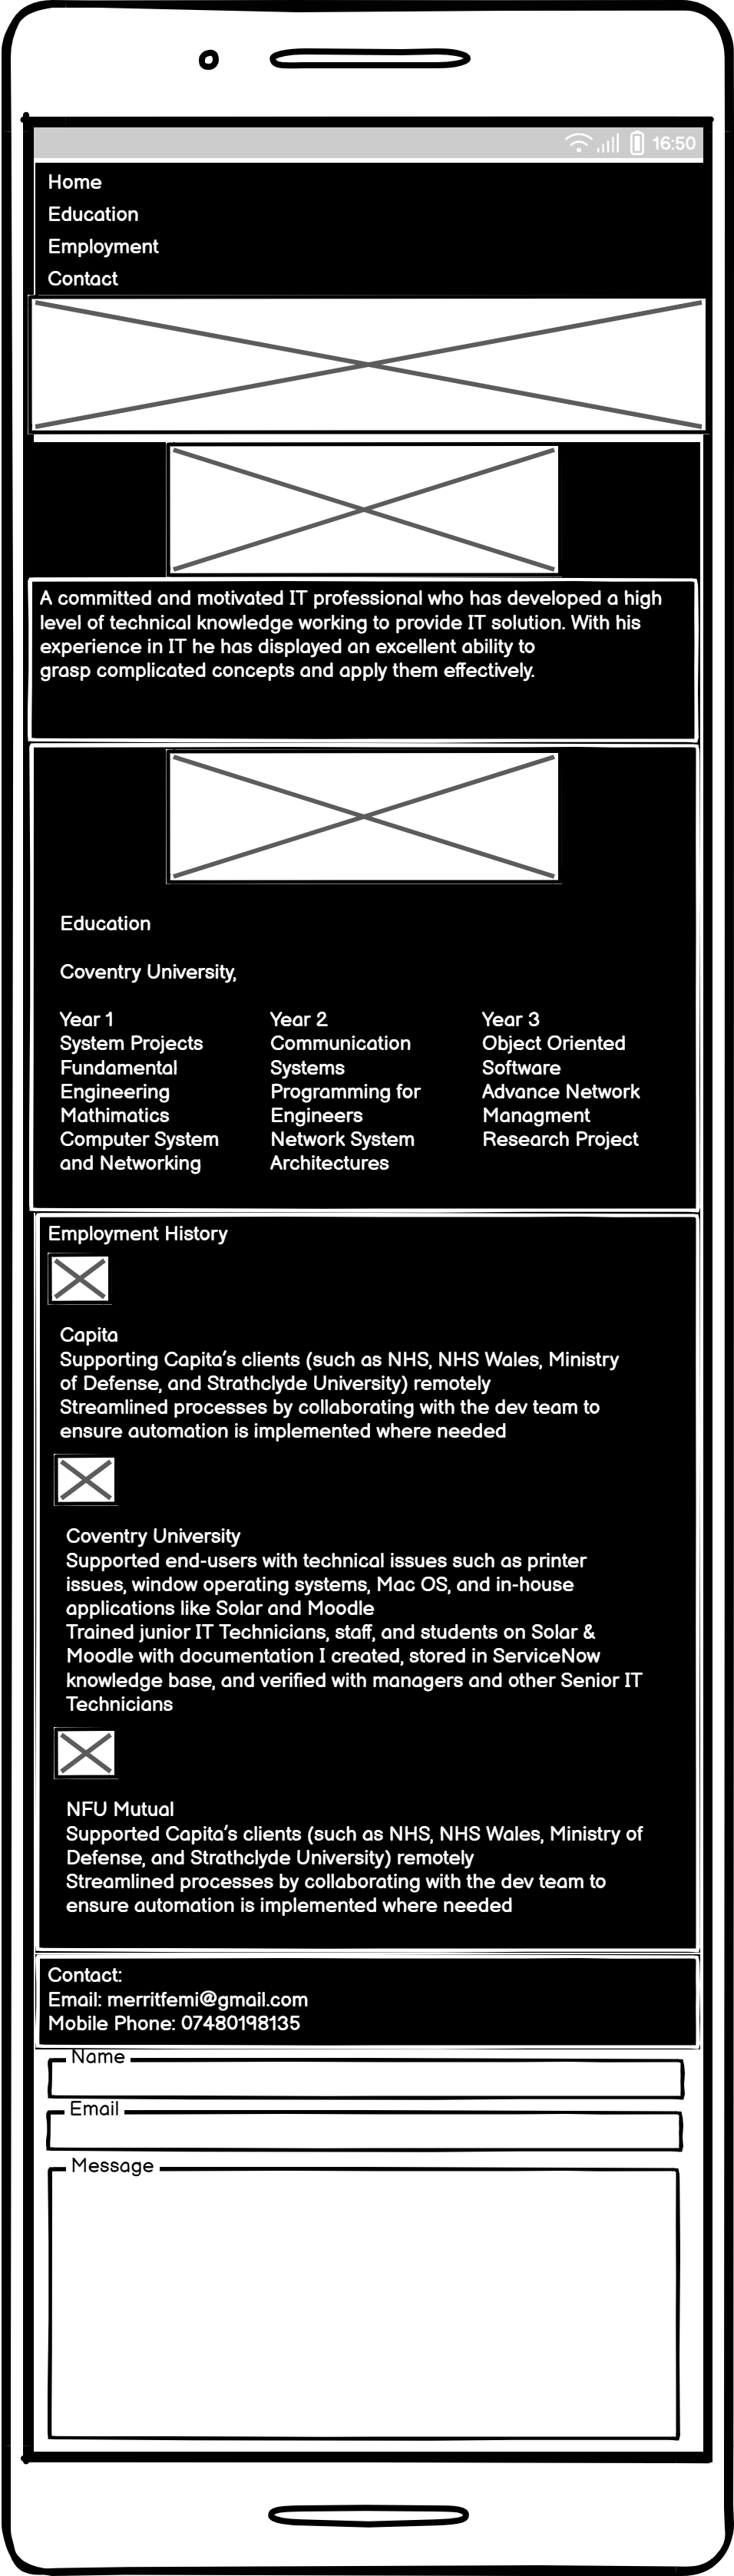 16:50
Home
Education
Employment
Contact
A committed and motivated IT professional who has developed a high
level of technical knowledge working to provide IT solution. With his
experience in IT he has displayed an excellent ability to
grasp complicated concepts and apply them effectively.
Education
Coventry University,
Year 1
System Projects
Fundamental
Engineering
Mathimatics
Computer System
and Networking
Year 2
Communication
Systems
Programming for
Engineers
Network System
Architectures
Year 3
Object Oriented
Software
Advance Network
Managment
Research Project
Employment History
Capita
Supporting Capita's clients (such as NHS, NHS Wales, Ministry
of Defense, and Strathclyde University) remotely
Streamlined processes by collaborating with the dev team to
ensure automation is implemented where needed
Coventry University
Supported end-users with technical issues such as printer
issues, window operating systems, Mac OS, and in-house
applications like Solar and Moodle
Trained junior IT Technicians, staff, and students on Solar &
Moodle with documentation I created, stored in ServiceNow
knowledge base, and verified with managers and other Senior IT
Technicians
NFU Mutual
Supported Capita's clients (such as NHS, NHS Wales, Ministry of
Defense, and Strathclyde University) remotely
Streamlined processes by collaborating with the dev team to
ensure automation is implemented where needed
Contact:
Email: merritfemi@gmail.com
Mobile Phone: 07480198135
Name
Email
Message